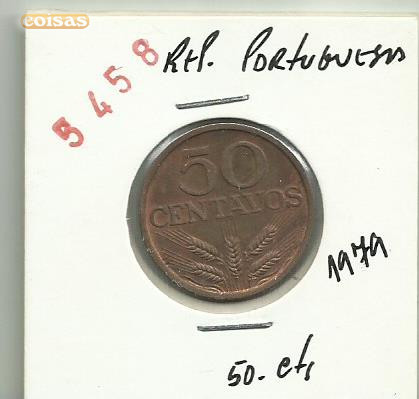 coisas
5458
REP. PORTUGUESA
50
CENTAVOS
1979
50. cts